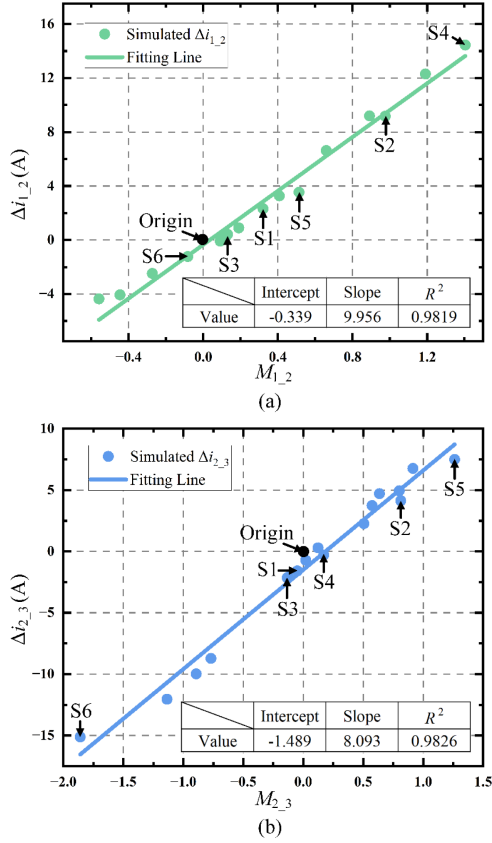 16
12
8
4
0
−4
Δi1_2 (A)
Simulated Δi1_2
Fitting Line
S4
S2
Origin
S1
S5
S6
S3
Intercept Slope R2
Value -0.339 9.956 0.9819
−0.4 0.0 0.4 0.8 1.2
M1_2
(a)
10
5
0
−5
−10
−15
Δi2_3 (A)
Simulated Δi2_3
Fitting Line
S5
S2
Origin
S1
S4
S3
S6
Intercept Slope R2
Value -1.489 8.093 0.9826
−2.0 −1.5 −1.0 −0.5 0.0 0.5 1.0 1.5
M2_3
(b)